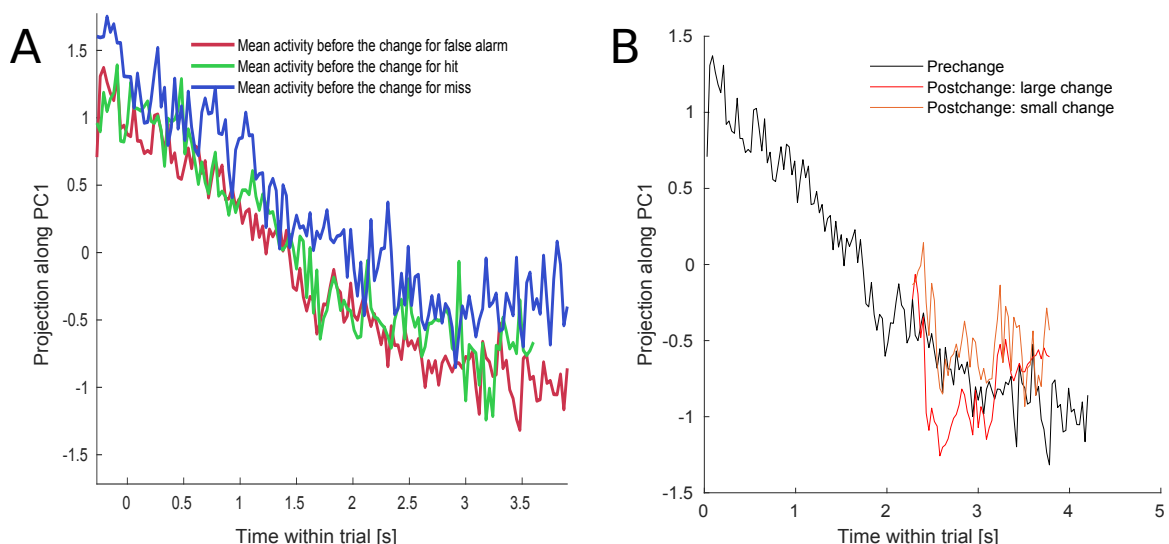 A
Mean activity before the change for false alarm
Mean activity before the change for hit
Mean activity before the change for miss
Projection along PC1
1.5
1
0.5
0
-0.5
-1
-1.5
0
0.5
1
1.5
2
2.5
3
3.5
Time within trial [s]
B
Prechange
Postchange: large change
Postchange: small change
Projection along PC1
1.5
1
0.5
0
-0.5
-1
-1.5
0
1
2
3
4
5
Time within trial [s]